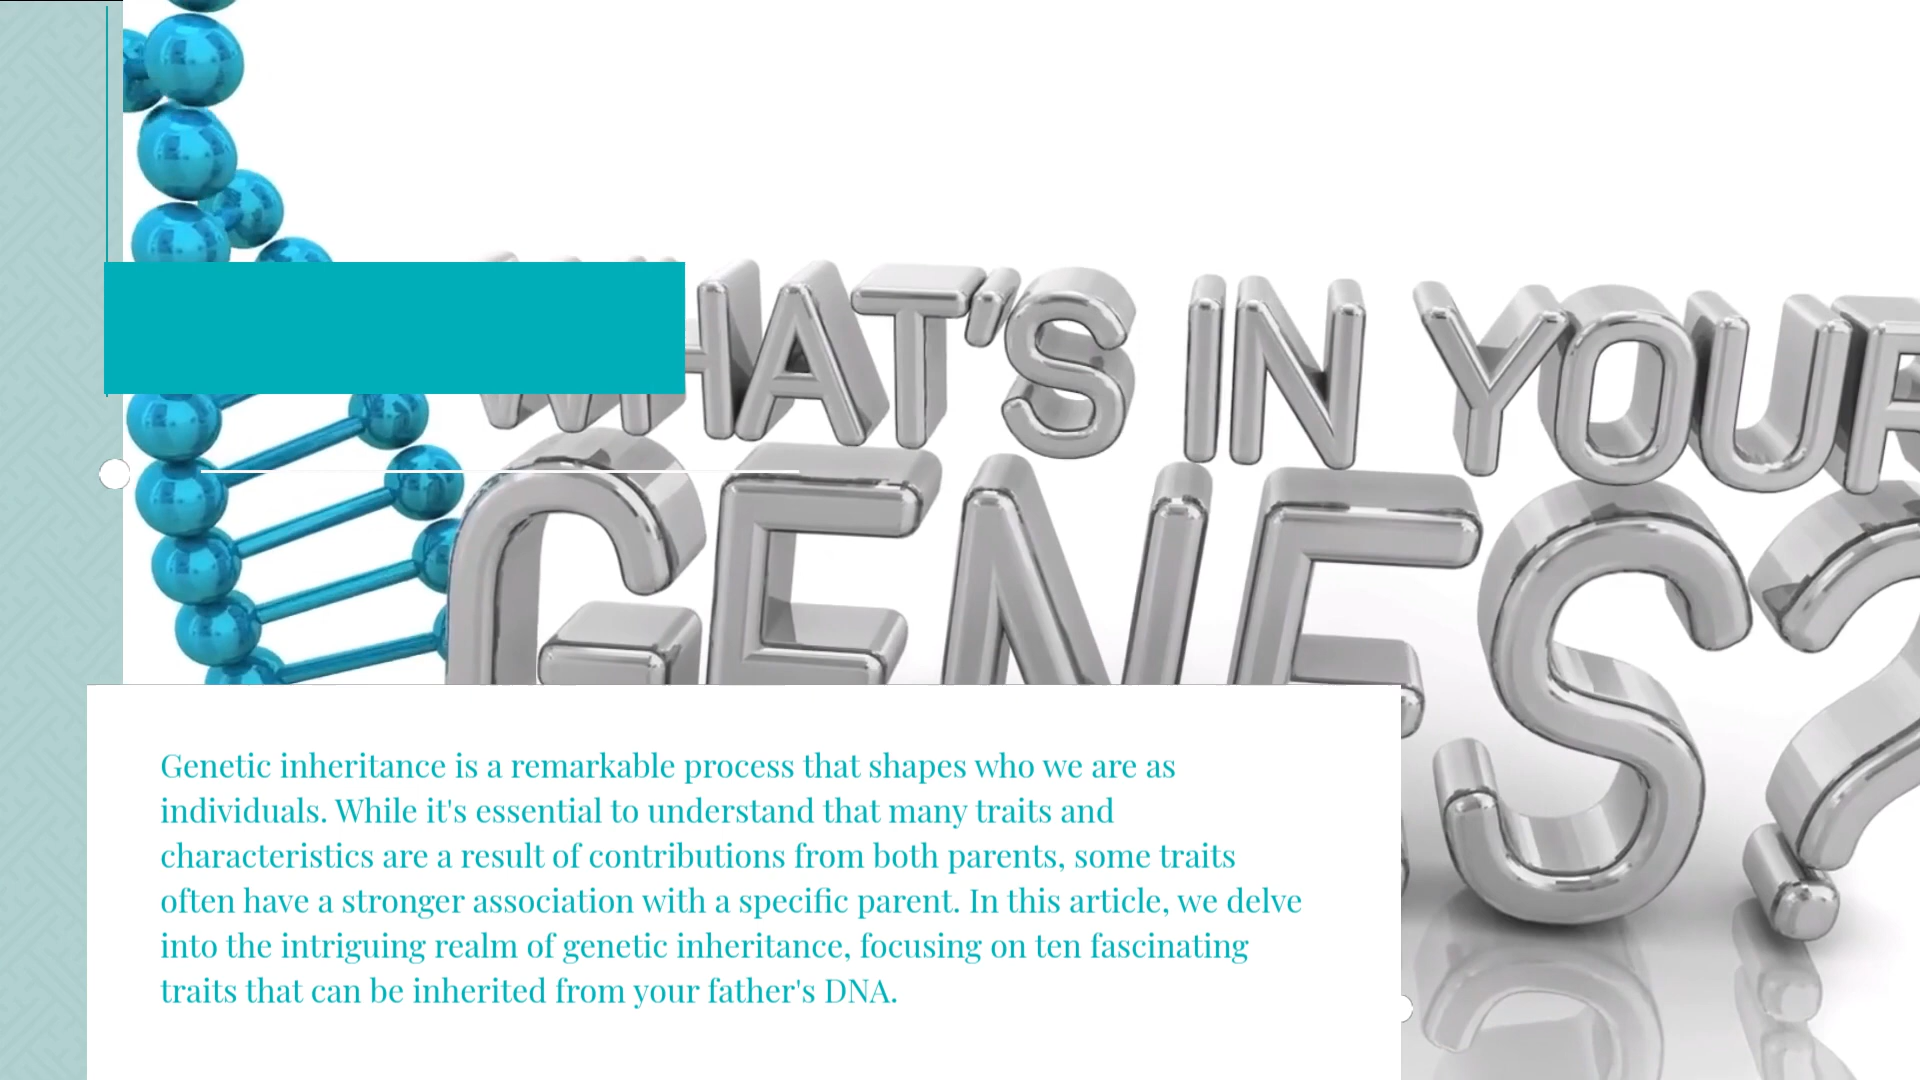 WHAT'S IN YOUR
GENES?
Genetic inheritance is a remarkable process that shapes who we are as
individuals. While it's essential to understand that many traits and
characteristics are a result of contributions from both parents, some traits
often have a stronger association with a specific parent. In this article, we delve
into the intriguing realm of genetic inheritance, focusing on ten fascinating
traits that can be inherited from your father's DNA.